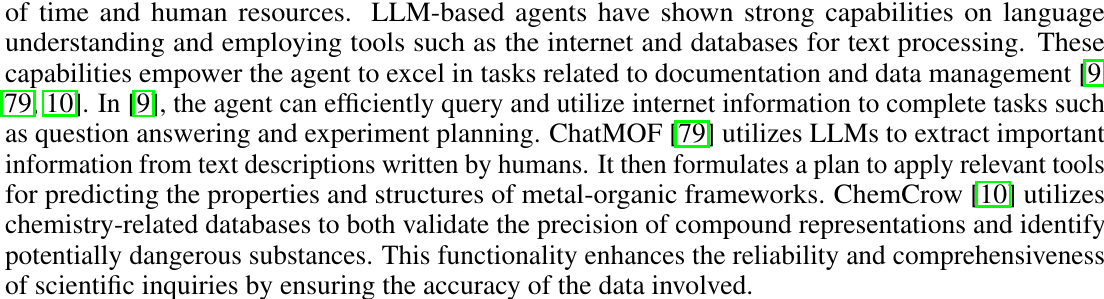 of time and human resources. LLM-based agents have shown strong capabilities on language
understanding and employing tools such as the internet and databases for text processing. These
capabilities empower the agent to excel in tasks related to documentation and data management [9,
79, 10]. In [9], the agent can efficiently query and utilize internet information to complete tasks such
as question answering and experiment planning. ChatMOF [79] utilizes LLMs to extract important
information from text descriptions written by humans. It then formulates a plan to apply relevant tools
for predicting the properties and structures of metal-organic frameworks. ChemCrow [10] utilizes
chemistry-related databases to both validate the precision of compound representations and identify
potentially dangerous substances. This functionality enhances the reliability and comprehensiveness
of scientific inquiries by ensuring the accuracy of the data involved.